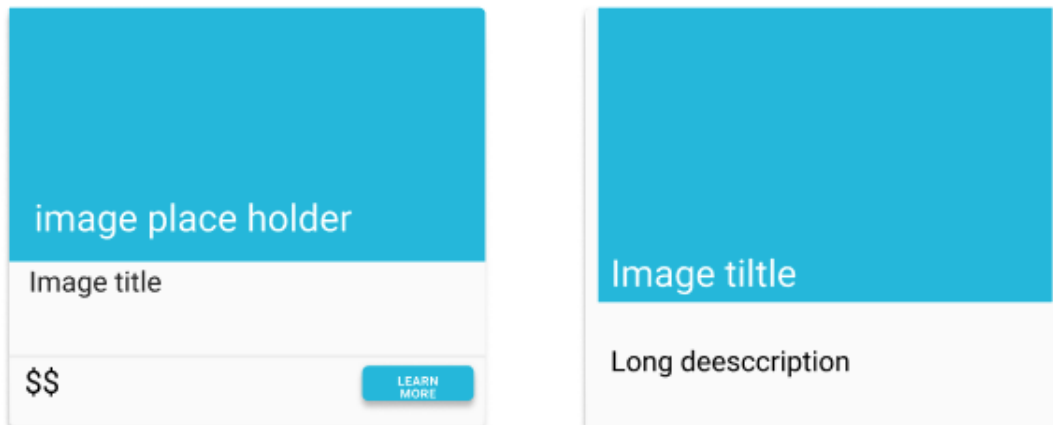 image place holder
Image title
$$
LEARN
MORE
Image tiltle
Long deesccription